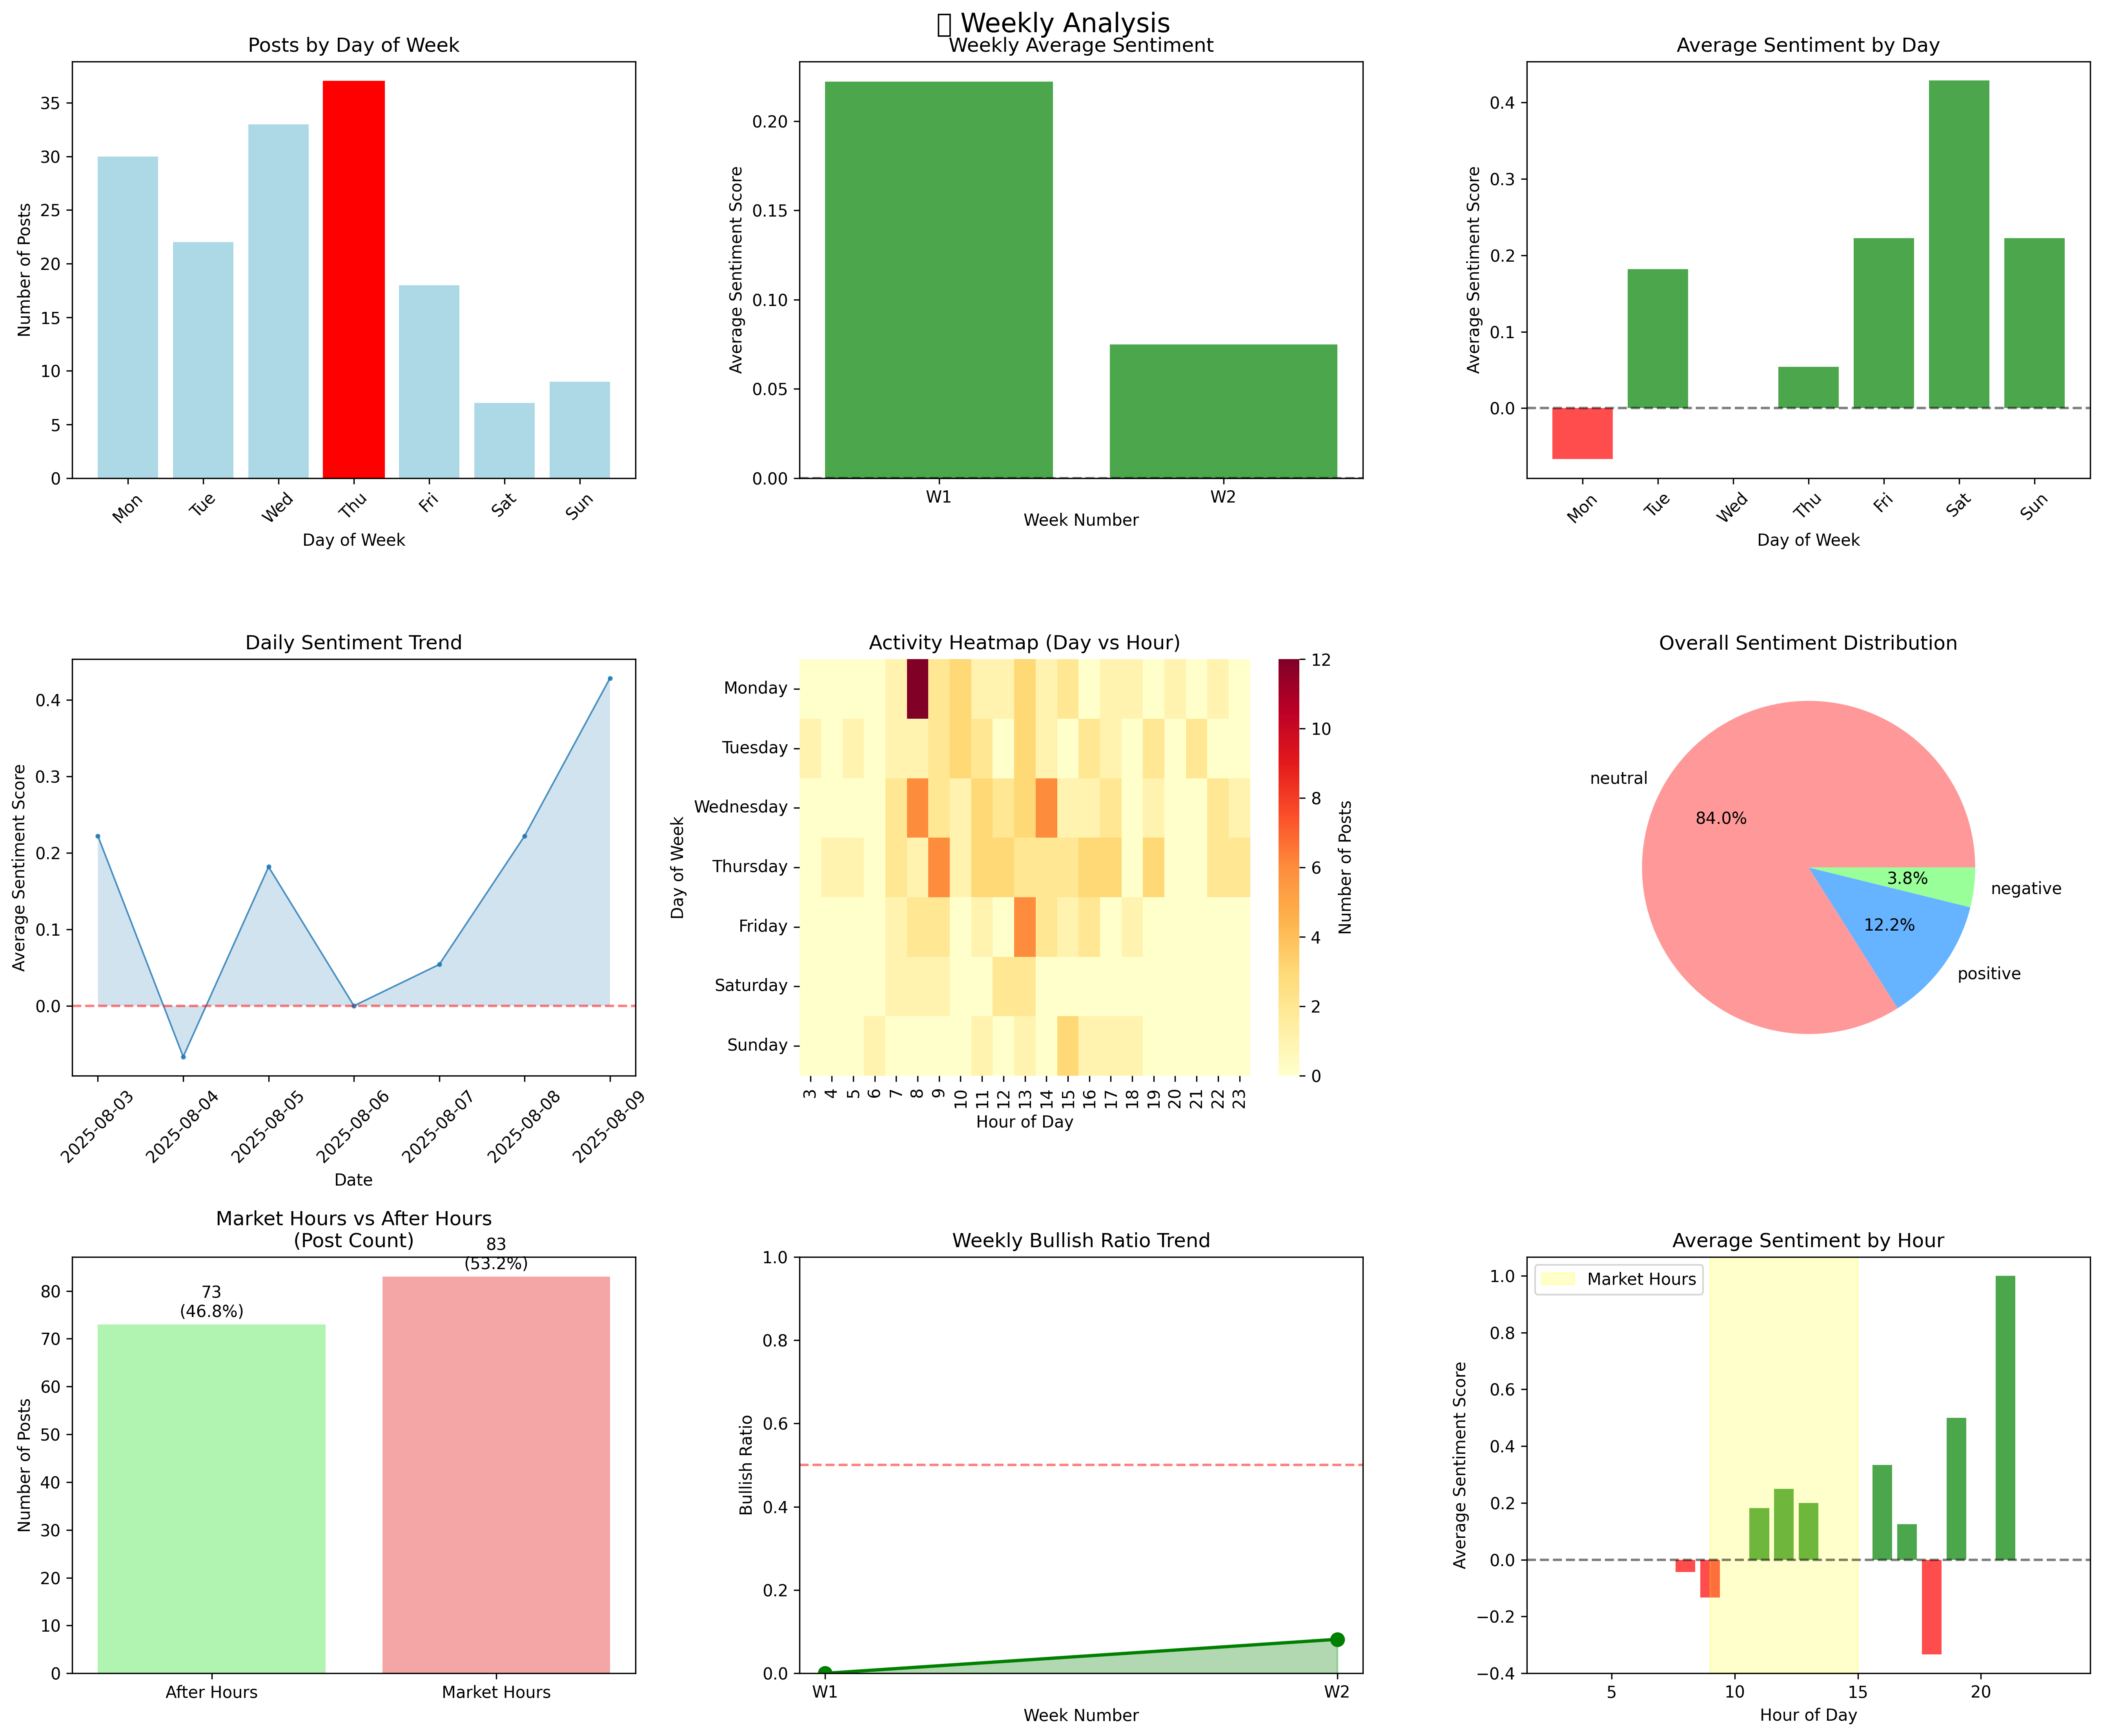 ▯ Weekly Analysis
Posts by Day of Week
Number of Posts
35
30
25
20
15
10
5
0
Mon
Tue
Wed
Thu
Fri
Sat
Sun
Day of Week
Weekly Average Sentiment
Average Sentiment Score
0.20
0.15
0.10
0.05
0.00
W1
W2
Week Number
Average Sentiment by Day
Average Sentiment Score
0.4
0.3
0.2
0.1
0.0
Mon
Tue
Wed
Thu
Fri
Sat
Sun
Day of Week
Daily Sentiment Trend
Average Sentiment Score
0.4
0.3
0.2
0.1
0.0
2025-08-03
2025-08-04
2025-08-05
2025-08-06
2025-08-07
2025-08-08
2025-08-09
Date
Activity Heatmap (Day vs Hour)
Day of Week
Monday
Tuesday
Wednesday
Thursday
Friday
Saturday
Sunday
3
4
5
6
7
8
9
10
11
12
13
14
15
16
17
18
19
20
21
22
23
Hour of Day
12
10
8
6
4
2
0
Number of Posts
Overall Sentiment Distribution
neutral
84.0%
3.8%
negative
12.2%
positive
Market Hours vs After Hours
(Post Count)
Number of Posts
80
70
60
50
40
30
20
10
0
73
(46.8%)
83
(53.2%)
After Hours
Market Hours
Weekly Bullish Ratio Trend
Bullish Ratio
1.0
0.8
0.6
0.4
0.2
0.0
W1
W2
Week Number
Average Sentiment by Hour
Market Hours
Average Sentiment Score
1.0
0.8
0.6
0.4
0.2
0.0
−0.2
−0.4
5
10
15
20
Hour of Day